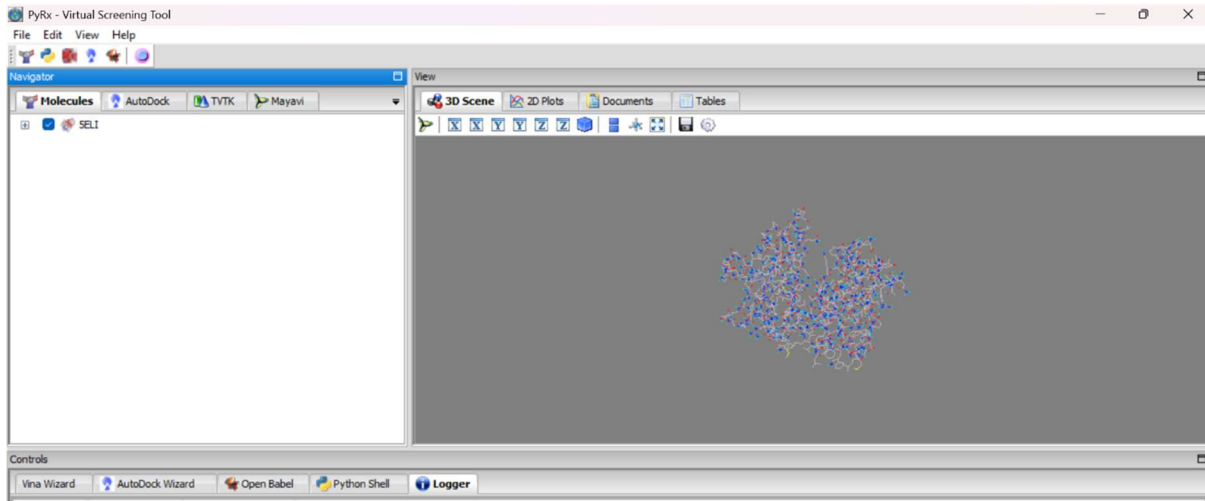 PyRx - Virtual Screening Tool
File Edit View Help
Navigator
View
Molecules AutoDock TVTK Mayavi
3D Scene 2D Plots Documents Tables
X X Y Y Z Z
SELI
Controls
Vina Wizard AutoDock Wizard Open Babel Python Shell Logger